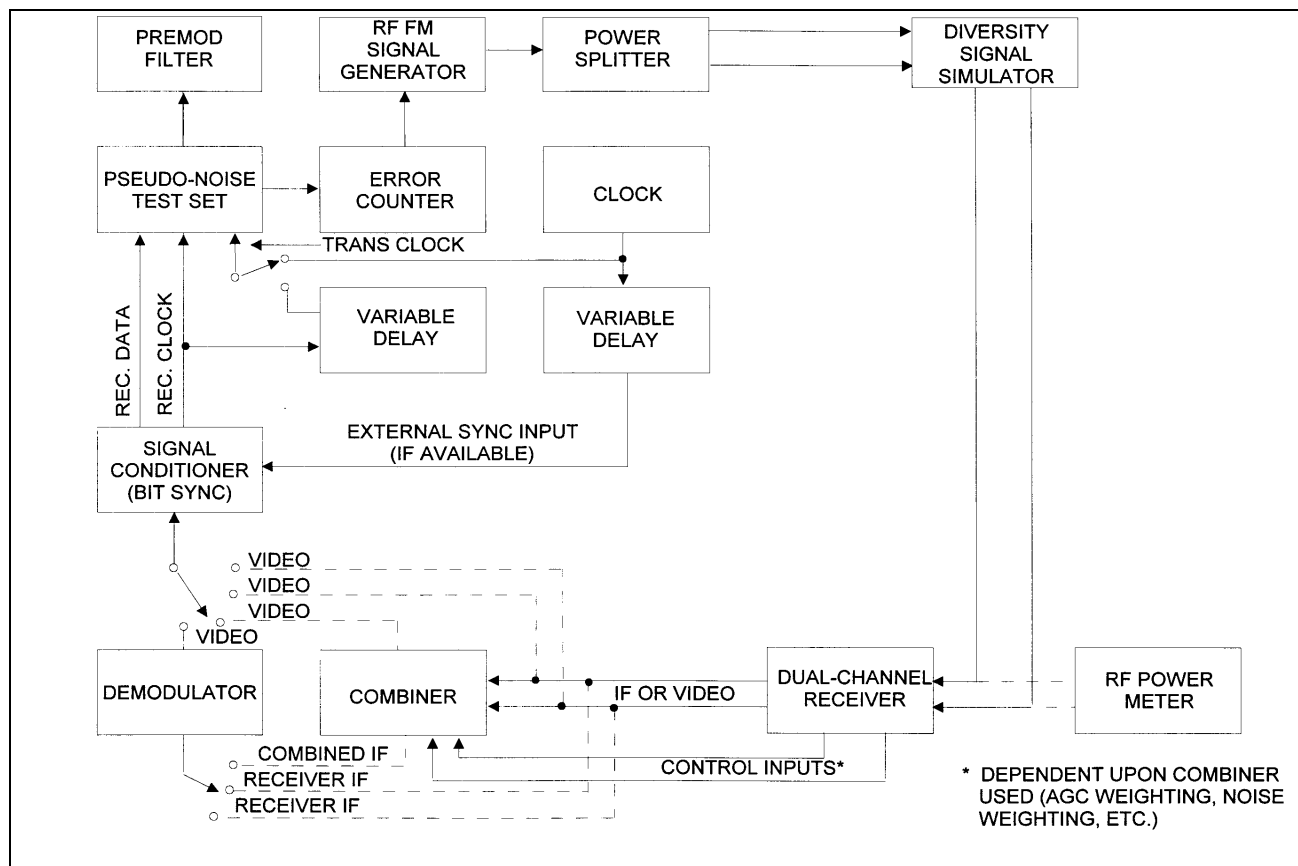 PREMOD
FILTER
RF FM
SIGNAL
GENERATOR
POWER
SPLITTER
DIVERSITY
SIGNAL
SIMULATOR
PSEUDO-NOISE
TEST SET
ERROR
COUNTER
CLOCK
TRANS CLOCK
REC. DATA
REC. CLOCK
VARIABLE
DELAY
VARIABLE
DELAY
EXTERNAL SYNC INPUT
(IF AVAILABLE)
SIGNAL
CONDITIONER
(BIT SYNC)
VIDEO
VIDEO
VIDEO
VIDEO
DEMODULATOR
COMBINER
IF OR VIDEO
DUAL-CHANNEL
RECEIVER
RF POWER
METER
COMBINED IF
RECEIVER IF
RECEIVER IF
CONTROL INPUTS*
* DEPENDENT UPON COMBINER
USED (AGC WEIGHTING, NOISE
WEIGHTING, ETC.)